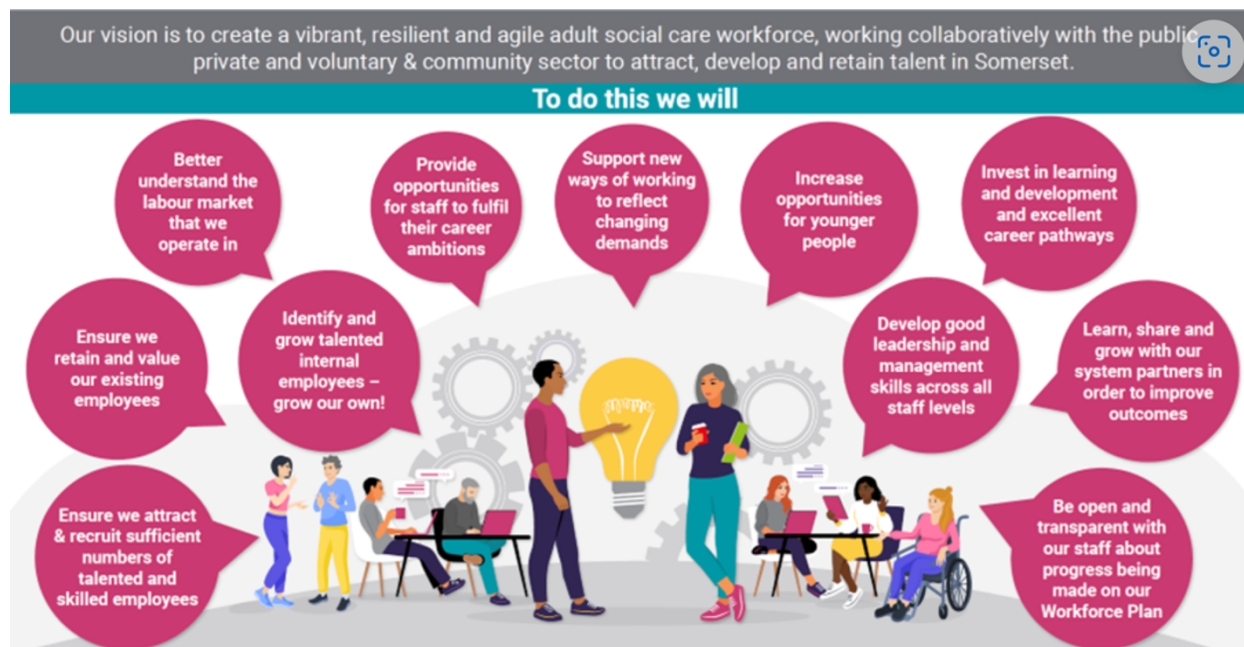 Our vision is to create a vibrant, resilient and agile adult social care workforce, working collaboratively with the public,
private and voluntary & community sector to attract, develop and retain talent in Somerset.
To do this we will
Better
understand the
labour market
that we
operate in
Provide
opportunities
for staff to fulfil
their career
ambitions
Support new
ways of working
to reflect
changing
demands
Increase
opportunities
for younger
people
Invest in learning
and development
and excellent
career pathways
Ensure we
retain and value
our existing
employees
Identify and
grow talented
internal
employees –
grow our own!
Develop good
leadership and
management
skills across all
staff levels
Learn, share and
grow with our
system partners in
order to improve
outcomes
Ensure we attract
& recruit sufficient
numbers of
talented and
skilled employees
Be open and
transparent with
our staff about
progress being
made on our
Workforce Plan